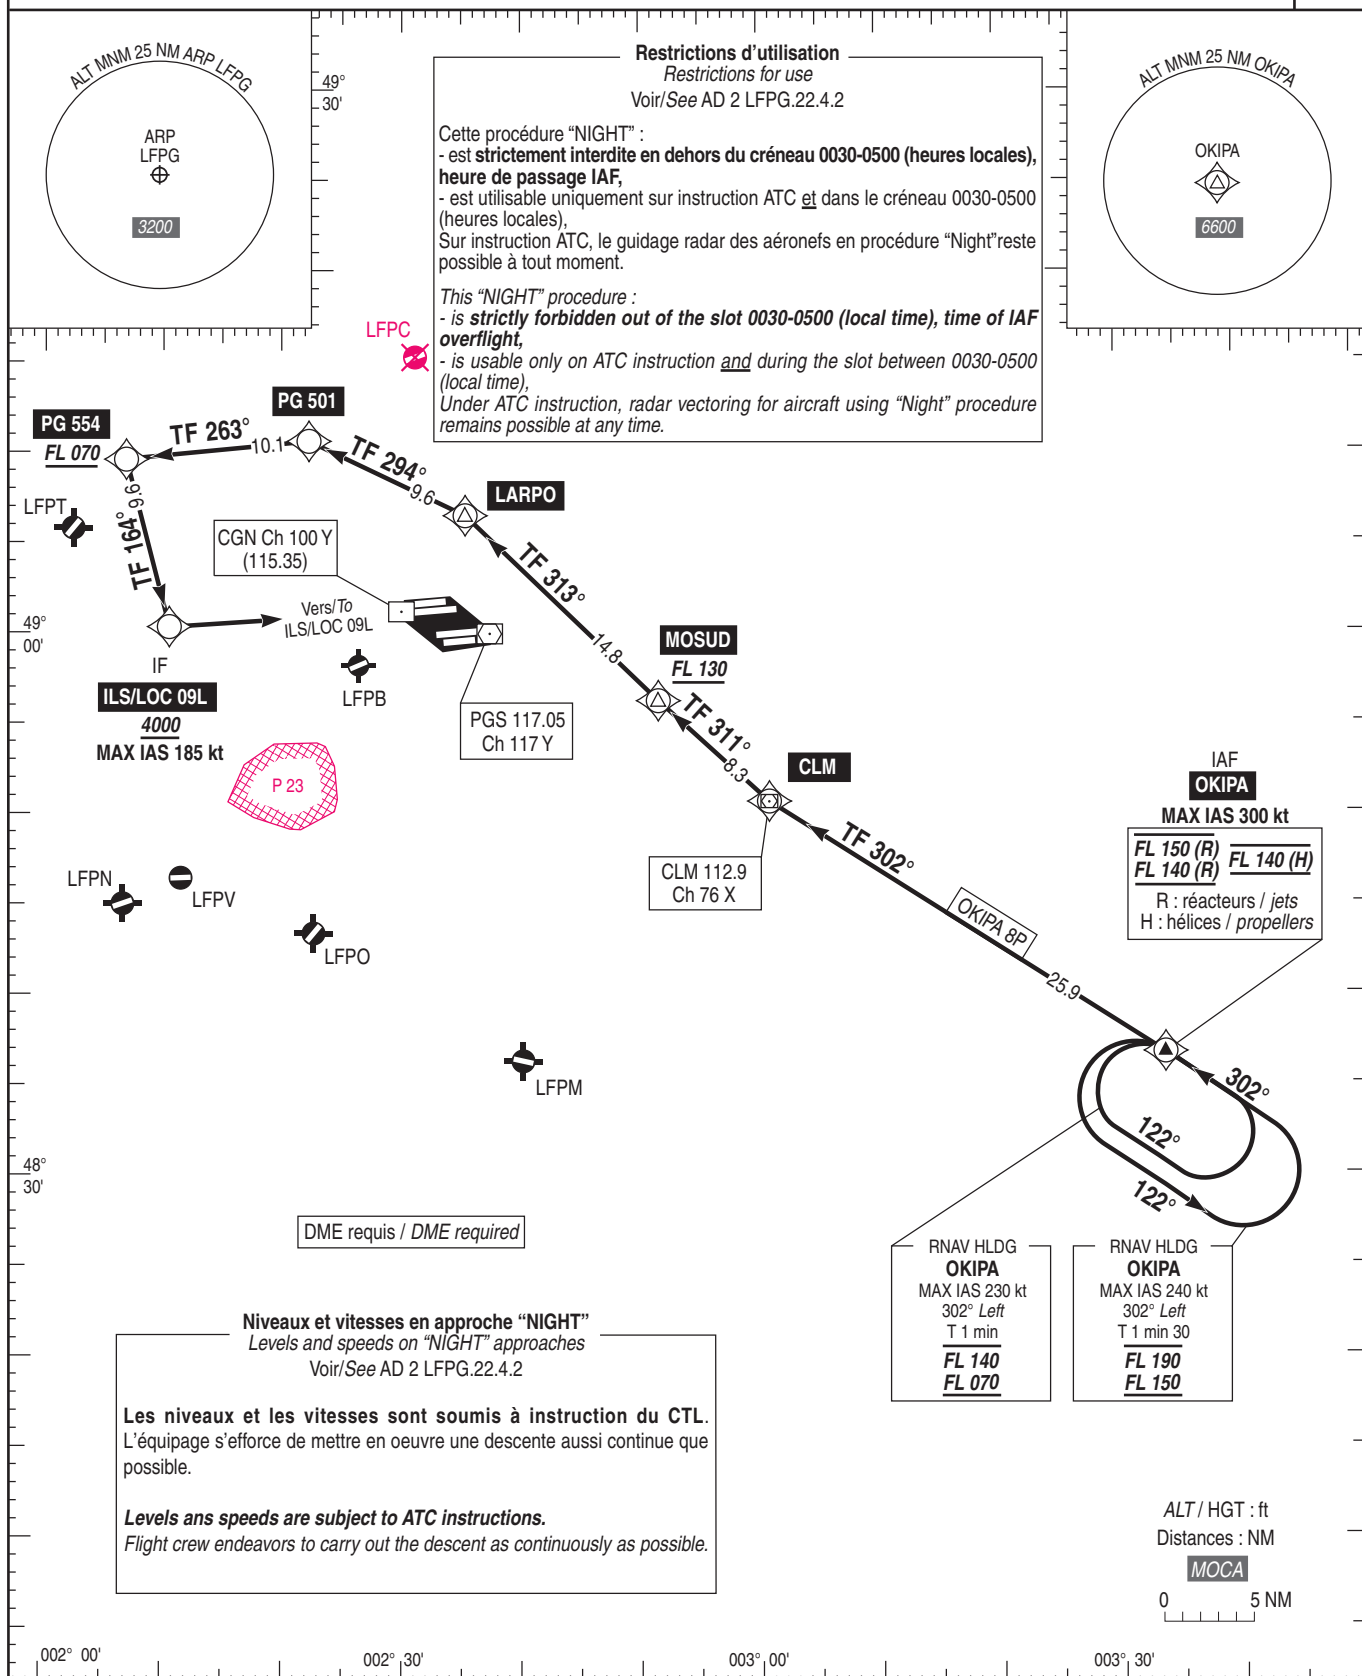 ALT MNM 25 NM ARP LFPG
ARP
LFPG
3200
49°
30'
Restrictions d'utilisation
Restrictions for use
Voir/See AD 2 LFPG.22.4.2
Cette procédure “NIGHT” :
- est strictement interdite en dehors du créneau 0030-0500 (heures locales),
heure de passage IAF,
- est utilisable uniquement sur instruction ATC et dans le créneau 0030-0500
(heures locales),
Sur instruction ATC, le guidage radar des aéronefs en procédure “Night”reste
possible à tout moment.
This “NIGHT” procedure :
- is strictly forbidden out of the slot 0030-0500 (local time), time of IAF
overflight,
- is usable only on ATC instruction and during the slot between 0030-0500
(local time),
Under ATC instruction, radar vectoring for aircraft using “Night” procedure
remains possible at any time.
ALT MNM 25 NM OKIPA
OKIPA
6600
LFPC
PG 501
PG 554
FL 070
TF 263°
10.1
TF 294°
9.6
LARPO
LFPT
9.6
TF 164°
CGN Ch 100 Y
(115.35)
TF 313°
14.8
Vers/To
ILS/LOC 09L
49°
00'
IF
ILS/LOC 09L
4000
MAX IAS 185 kt
LFPB
MOSUD
FL 130
PGS 117.05
Ch 117 Y
TF 311°
8.3
CLM
P 23
IAF
OKIPA
MAX IAS 300 kt
FL 150 (R)
FL 140 (R)
FL 140 (H)
R : réacteurs / jets
H : hélices / propellers
TF 302°
CLM 112.9
Ch 76 X
LFPN
LFPV
OKIPA 8P
LFPO
25.9
LFPM
302°
122°
122°
48°
30'
DME requis / DME required
RNAV HLDG
OKIPA
MAX IAS 230 kt
302° Left
T 1 min
FL 140
FL 070
RNAV HLDG
OKIPA
MAX IAS 240 kt
302° Left
T 1 min 30
FL 190
FL 150
Niveaux et vitesses en approche “NIGHT”
Levels and speeds on “NIGHT” approaches
Voir/See AD 2 LFPG.22.4.2
Les niveaux et les vitesses sont soumis à instruction du CTL.
L'équipage s'efforce de mettre en oeuvre une descente aussi continue que
possible.
Levels ans speeds are subject to ATC instructions.
Flight crew endeavors to carry out the descent as continuously as possible.
ALT / HGT : ft
Distances : NM
MOCA
0 5 NM
002° 00'
002° 30'
003° 00'
003° 30'